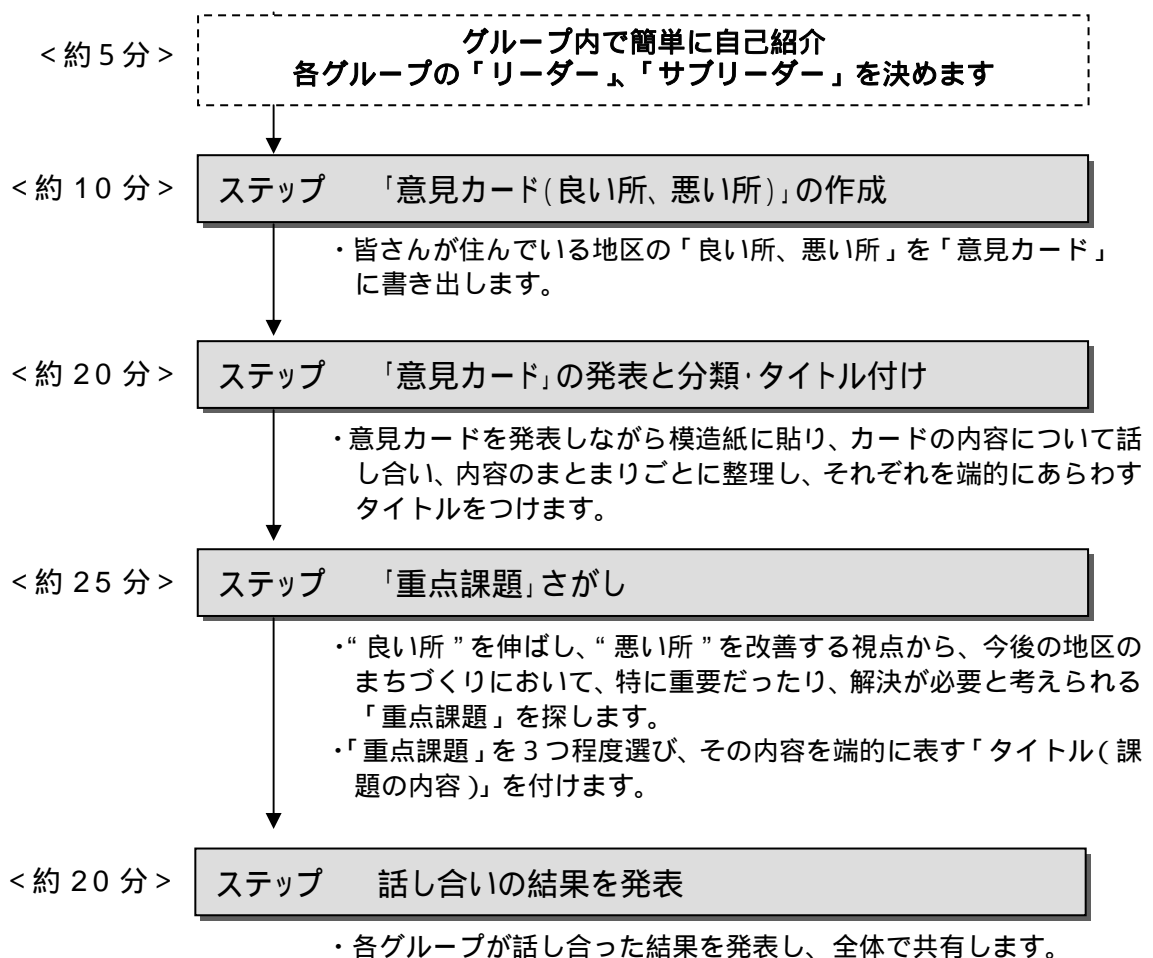 <約5分>
グループ内で簡単に自己紹介
各グループの「リーダー」、「サブリーダー」を決めます
<約10分>
ステップ 「意見カード(良い所、悪い所)」の作成
・皆さんが住んでいる地区の「良い所、悪い所」を「意見カード」
に書き出します。
<約20分>
ステップ 「意見カード」の発表と分類・タイトル付け
・意見カードを発表しながら模造紙に貼り、カードの内容について話
し合い、内容のまとまりごとに整理し、それぞれを端的にあらわす
タイトルをつけます。
<約25分>
ステップ 「重点課題」さがし
・“良い所”を伸ばし、“悪い所”を改善する視点から、今後の地区の
まちづくりにおいて、特に重要だったり、解決が必要と考えられる
「重点課題」を探します。
・「重点課題」を3つ程度選び、その内容を端的に表す「タイトル(課
題の内容)」を付けます。
<約20分>
ステップ 話し合いの結果を発表
・各グループが話し合った結果を発表し、全体で共有します。